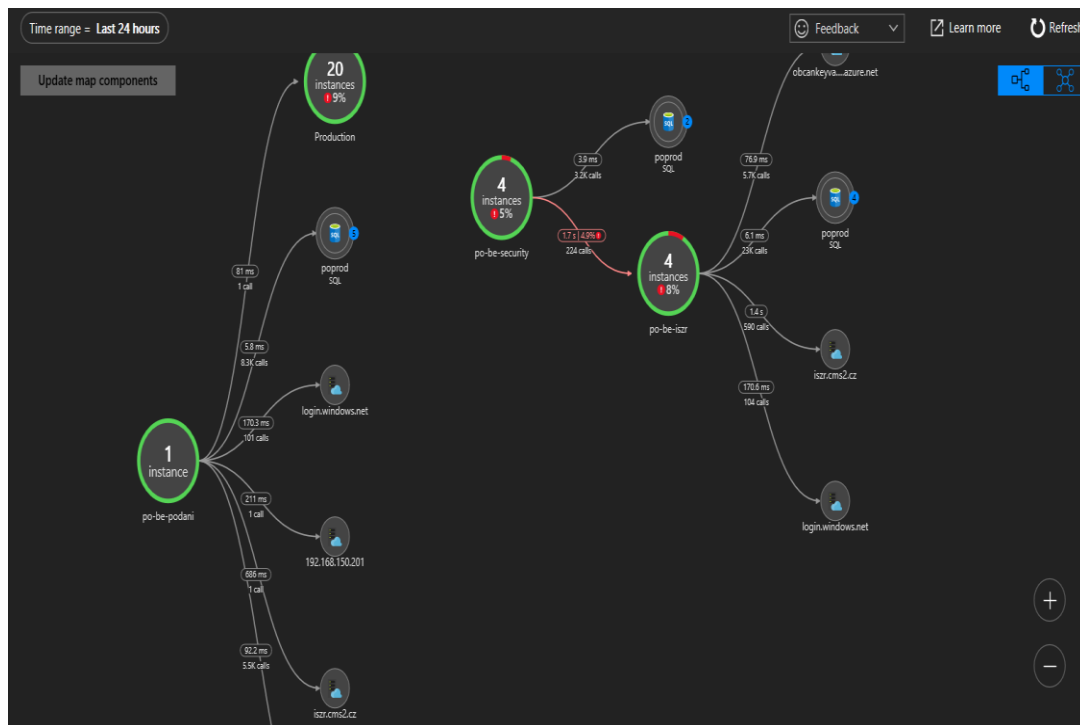 Time range = Last 24 hours
Feedback
Learn more
Refresh
Update map components
20
instances
9%
Production
poprod
SQL
5
81 ms
1 call
5.8 ms
8.3K calls
login.windows.net
170.3 ms
101 calls
1
instance
po-be-podani
211 ms
1 call
192.168.150.201
686 ms
1 call
92.2 ms
5.5K calls
iszr.cms2.cz
4
instances
5%
po-be-security
3.9 ms
3.2K calls
poprod
SQL
2
1.7 s | 4.9%
224 calls
4
instances
8%
po-be-iszr
obcankeyva....azure.net
76.9 ms
5.7K calls
poprod
SQL
4
6.1 ms
23K calls
1.4 s
590 calls
iszr.cms2.cz
170.6 ms
104 calls
login.windows.net